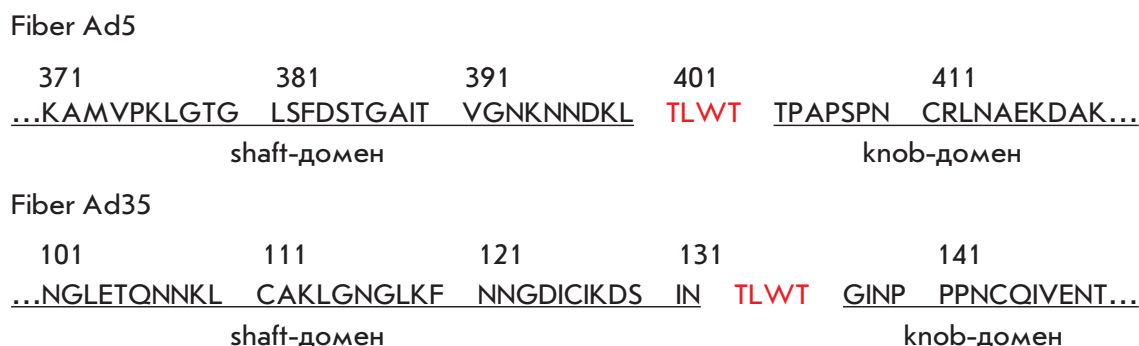 Fiber Ad5
371 381 391 401 411
...KAMVPKLGTG LSFDSTGAIT VGNKNNDKL TLWT TPAPSPN CRLNAEKDAK...
shaft-домен knob-домен
Fiber Ad35
101 111 121 131 141
...NGLETQNNKL CAKLGNGLKF NNGDICIKDS IN TLWT GINP PPNCQIVENT...
shaft-домен knob-домен